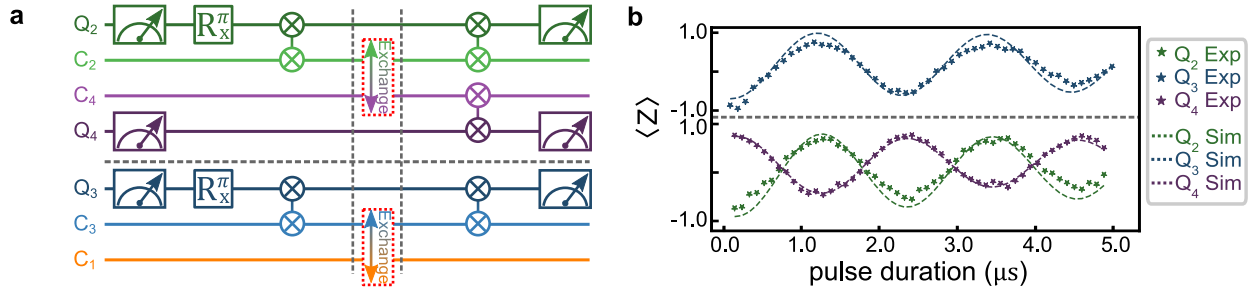 a
Q₂ Rₓ^π
C₂
Exchange
C₄
Q₄
Q₃ Rₓ^π
C₃
Exchange
C₁
b
⟨Z⟩
1.0
-1.0
1.0
-1.0
0.0 1.0 2.0 3.0 4.0 5.0
pulse duration (μs)
Q₂ Exp
Q₃ Exp
Q₄ Exp
Q₂ Sim
Q₃ Sim
Q₄ Sim